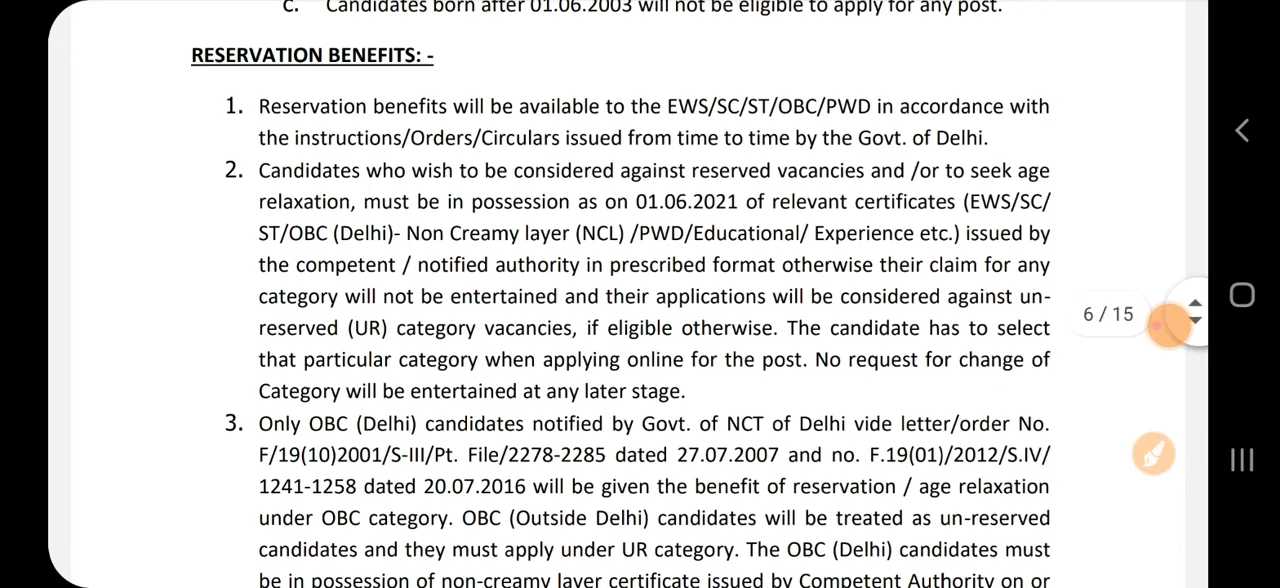 C. Candidates born after 01.06.2003 will not be eligible to apply for any post.
RESERVATION BENEFITS: -
1. Reservation benefits will be available to the EWS/SC/ST/OBC/PWD in accordance with
the instructions/Orders/Circulars issued from time to time by the Govt. of Delhi.
2. Candidates who wish to be considered against reserved vacancies and /or to seek age
relaxation, must be in possession as on 01.06.2021 of relevant certificates (EWS/SC/
ST/OBC (Delhi)- Non Creamy layer (NCL) /PWD/Educational/ Experience etc.) issued by
the competent / notified authority in prescribed format otherwise their claim for any
category will not be entertained and their applications will be considered against un-
reserved (UR) category vacancies, if eligible otherwise. The candidate has to select
that particular category when applying online for the post. No request for change of
Category will be entertained at any later stage.
3. Only OBC (Delhi) candidates notified by Govt. of NCT of Delhi vide letter/order No.
F/19(10)2001/S-III/Pt. File/2278-2285 dated 27.07.2007 and no. F.19(01)/2012/S.IV/
1241-1258 dated 20.07.2016 will be given the benefit of reservation / age relaxation
under OBC category. OBC (Outside Delhi) candidates will be treated as un-reserved
candidates and they must apply under UR category. The OBC (Delhi) candidates must
be in possession of non-creamy layer certificate issued by Competent Authority on or
6 / 15